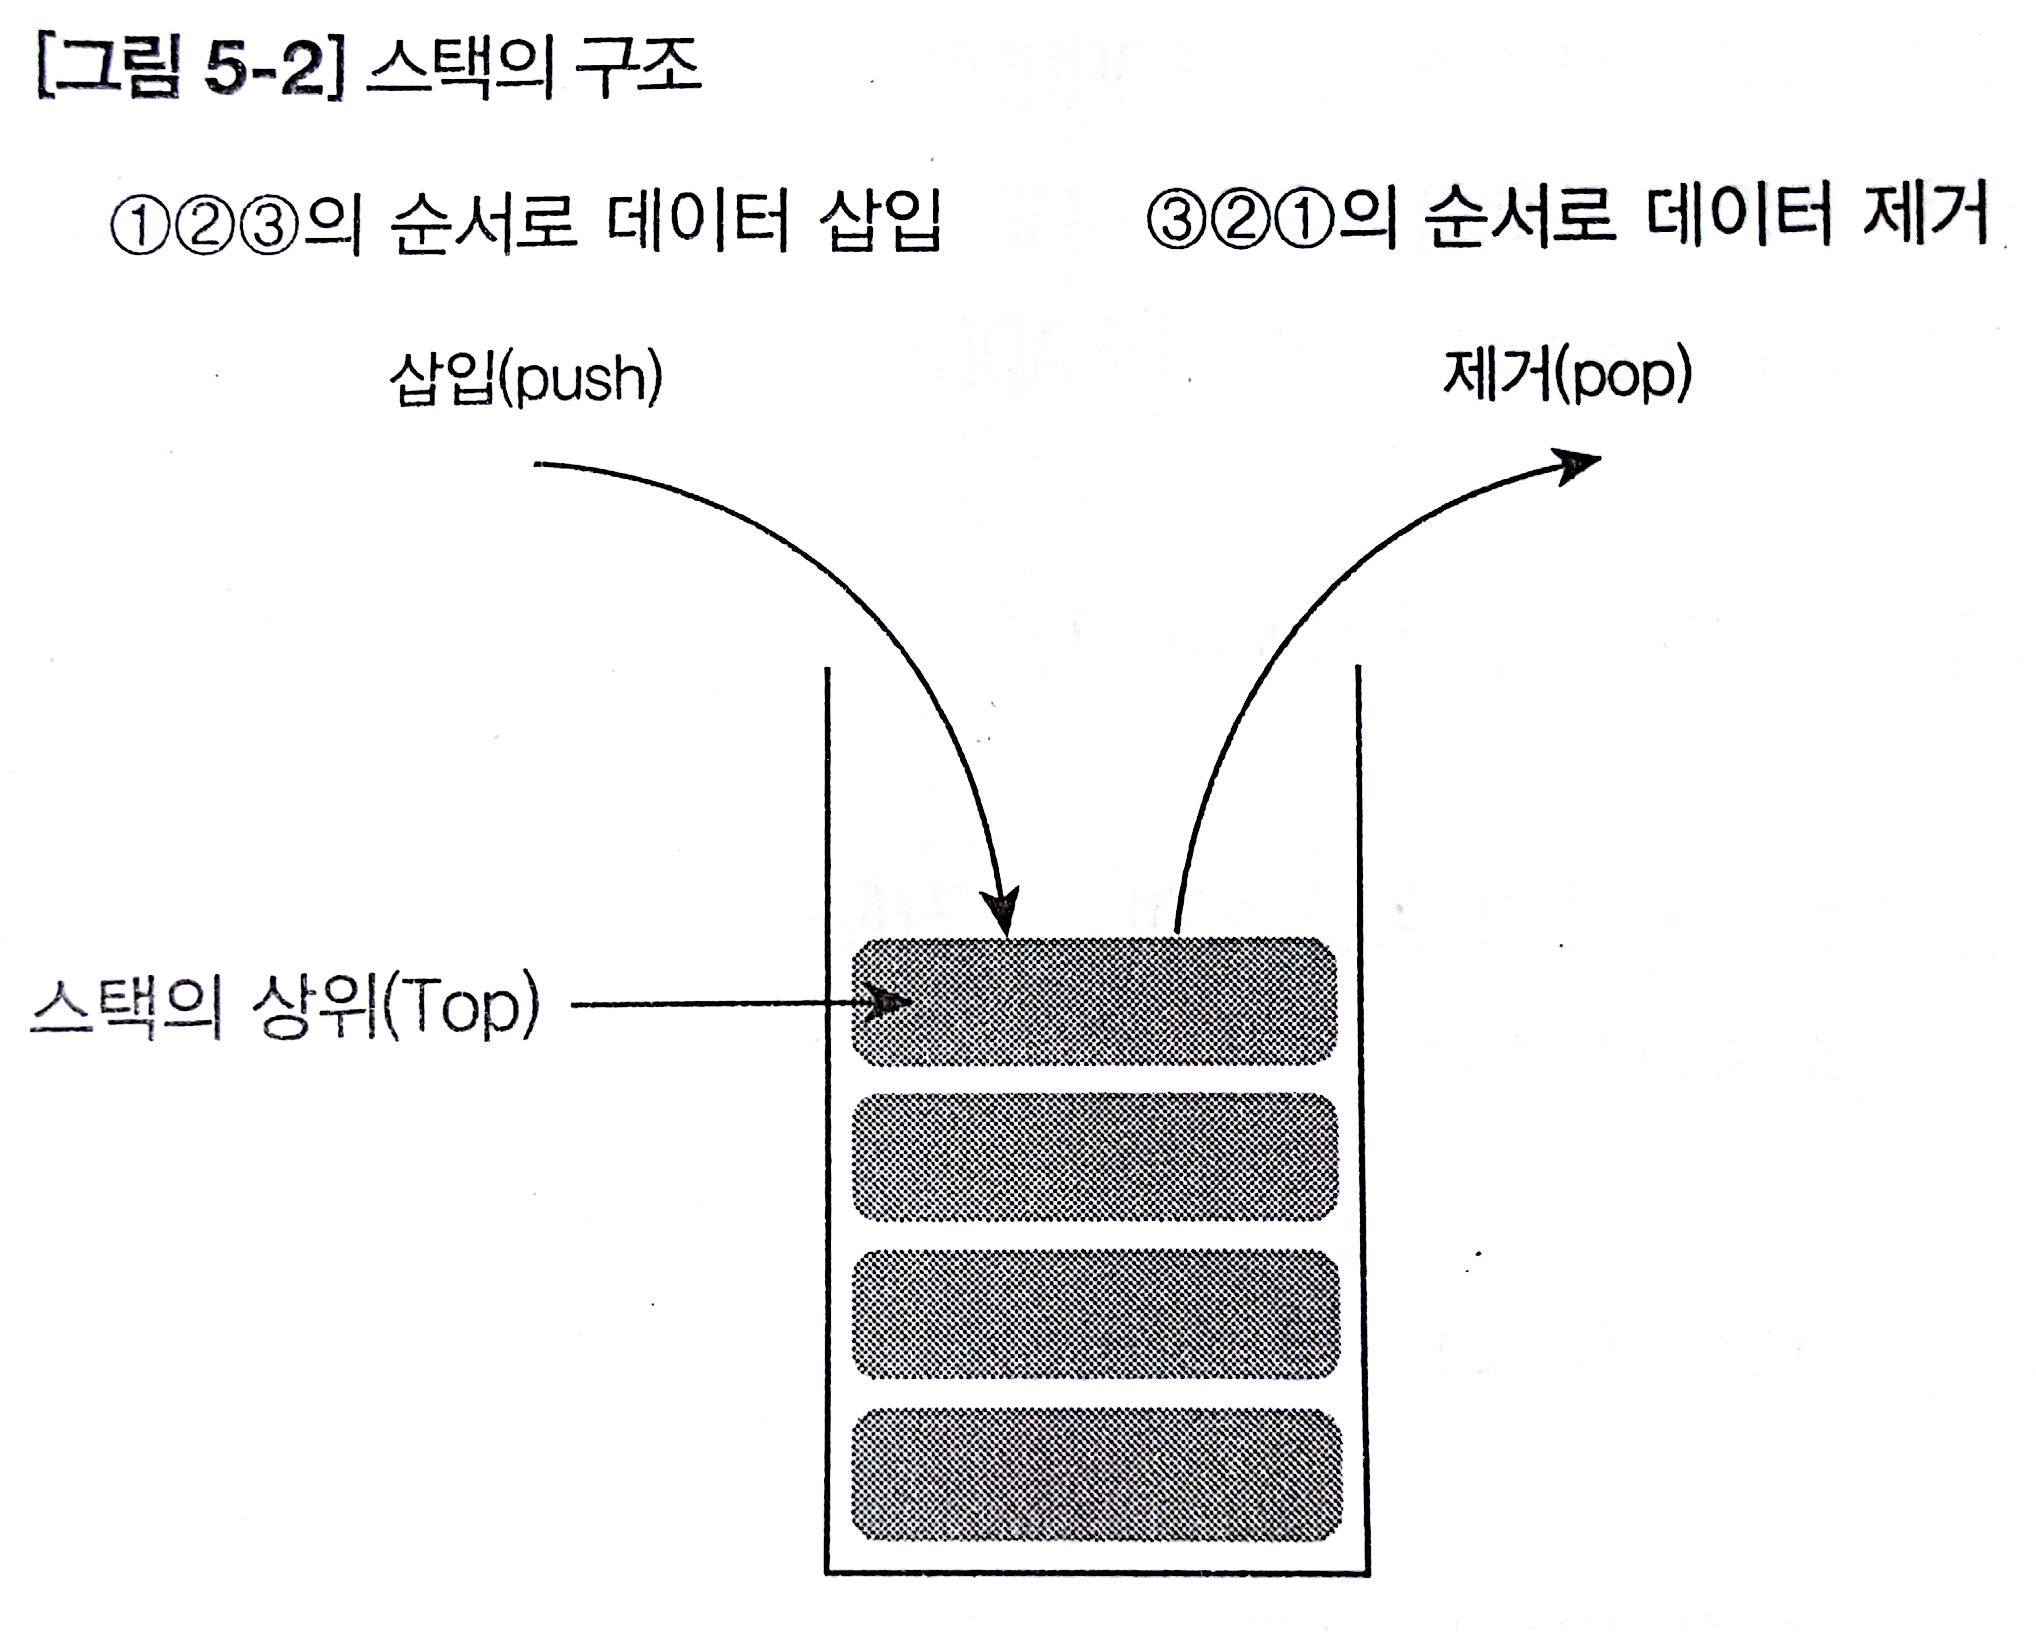 [그림 5-2] 스택의 구조
①②③의 순서로 데이터 삽입
③②①의 순서로 데이터 제거
삽입(push)
제거(pop)
스택의 상위(Top)